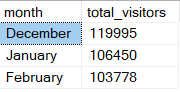 month total_visitors
December 119995
January 106450
February 103778